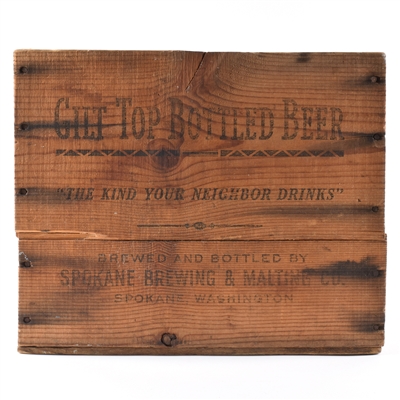 GILT TOP BOTTLED BEER
"THE KIND YOUR NEIGHBOR DRINKS"
BREWED AND BOTTLED BY
SPOKANE BREWING & MALTING CO.
SPOKANE WASHINGTON